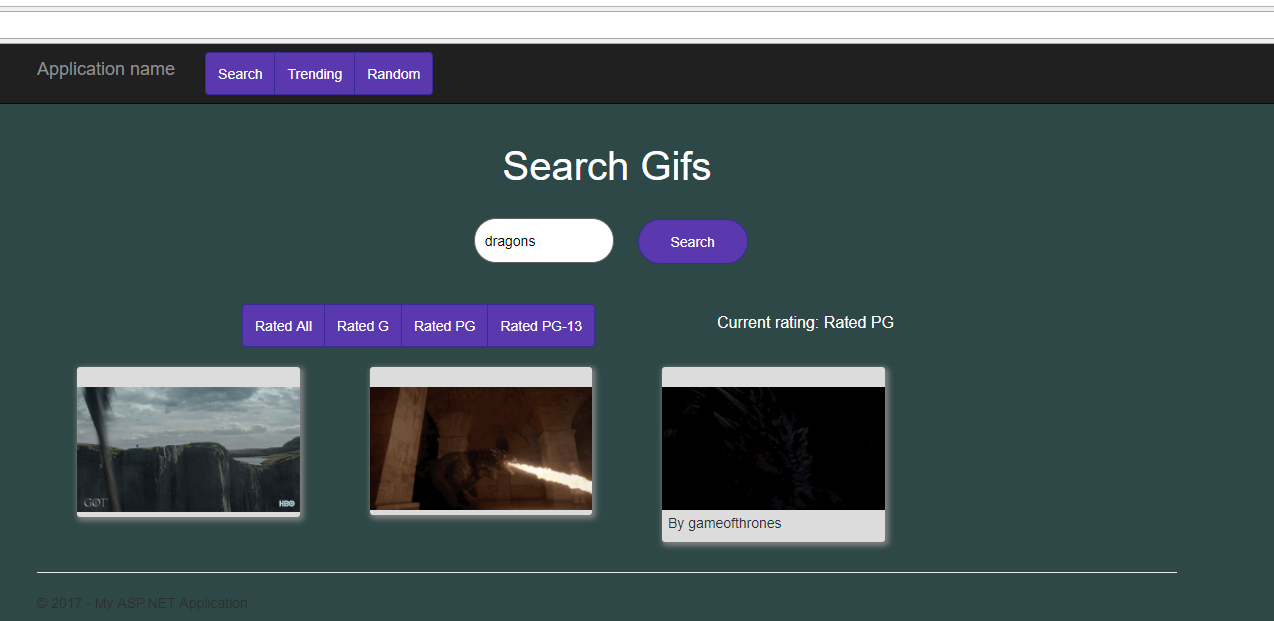 Application name Search Trending Random
Search Gifs
dragons Search
Rated All Rated G Rated PG Rated PG-13 Current rating: Rated PG
GOT HBO
By gameofthrones
© 2017 - My ASP.NET Application